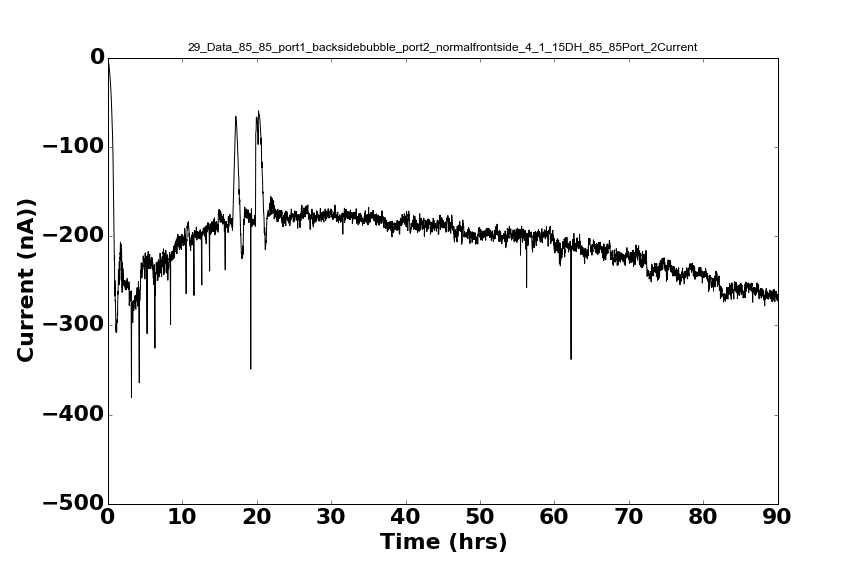 29_Data_85_85_port1_backsidebubble_port2_normalfrontside_4_1_15DH_85_85Port_2Current
0
−100
−200
−300
−400
−500
Current (nA))
0 10 20 30 40 50 60 70 80 90
Time (hrs)